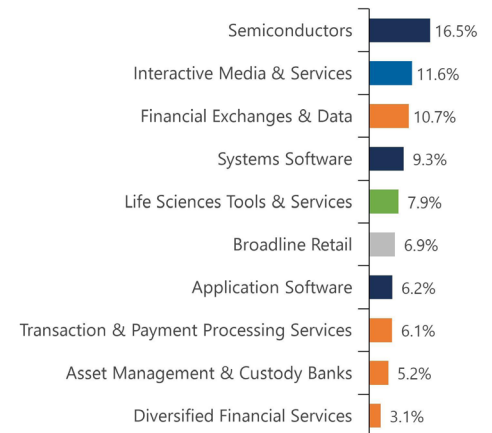 Semiconductors 16.5%
Interactive Media & Services 11.6%
Financial Exchanges & Data 10.7%
Systems Software 9.3%
Life Sciences Tools & Services 7.9%
Broadline Retail 6.9%
Application Software 6.2%
Transaction & Payment Processing Services 6.1%
Asset Management & Custody Banks 5.2%
Diversified Financial Services 3.1%